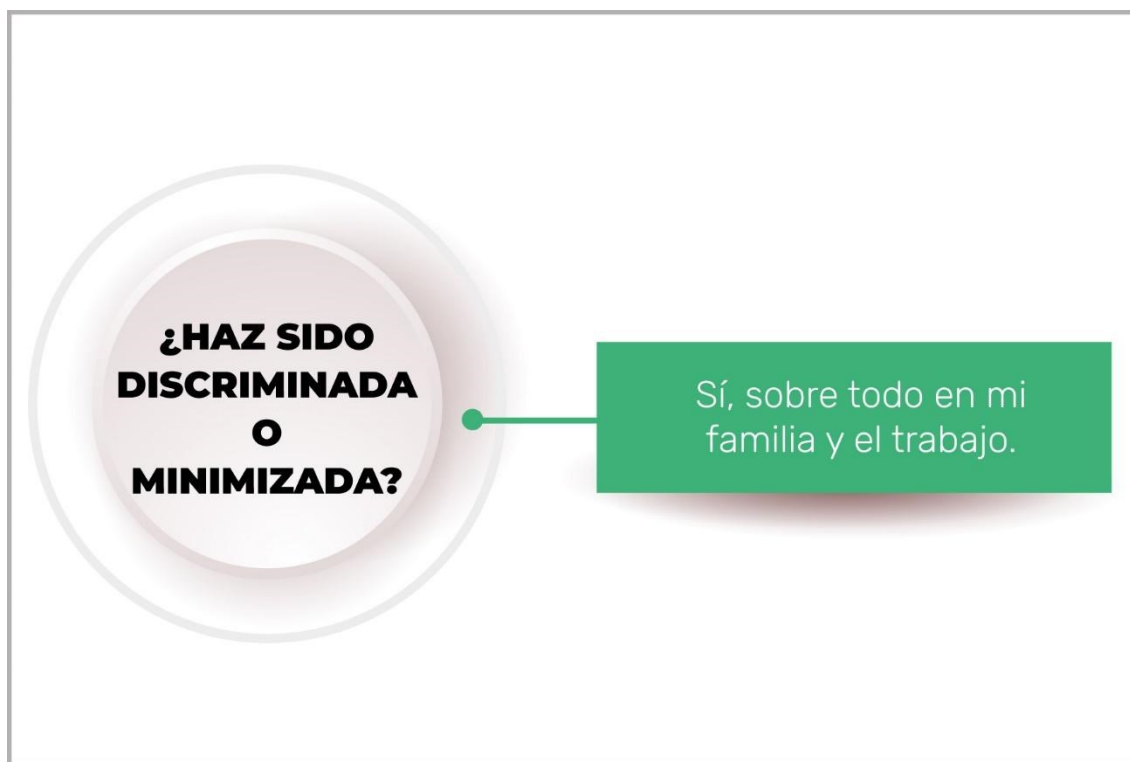 ¿HAZ SIDO
DISCRIMINADA
O
MINIMIZADA?
Sí, sobre todo en mi
familia y el trabajo.